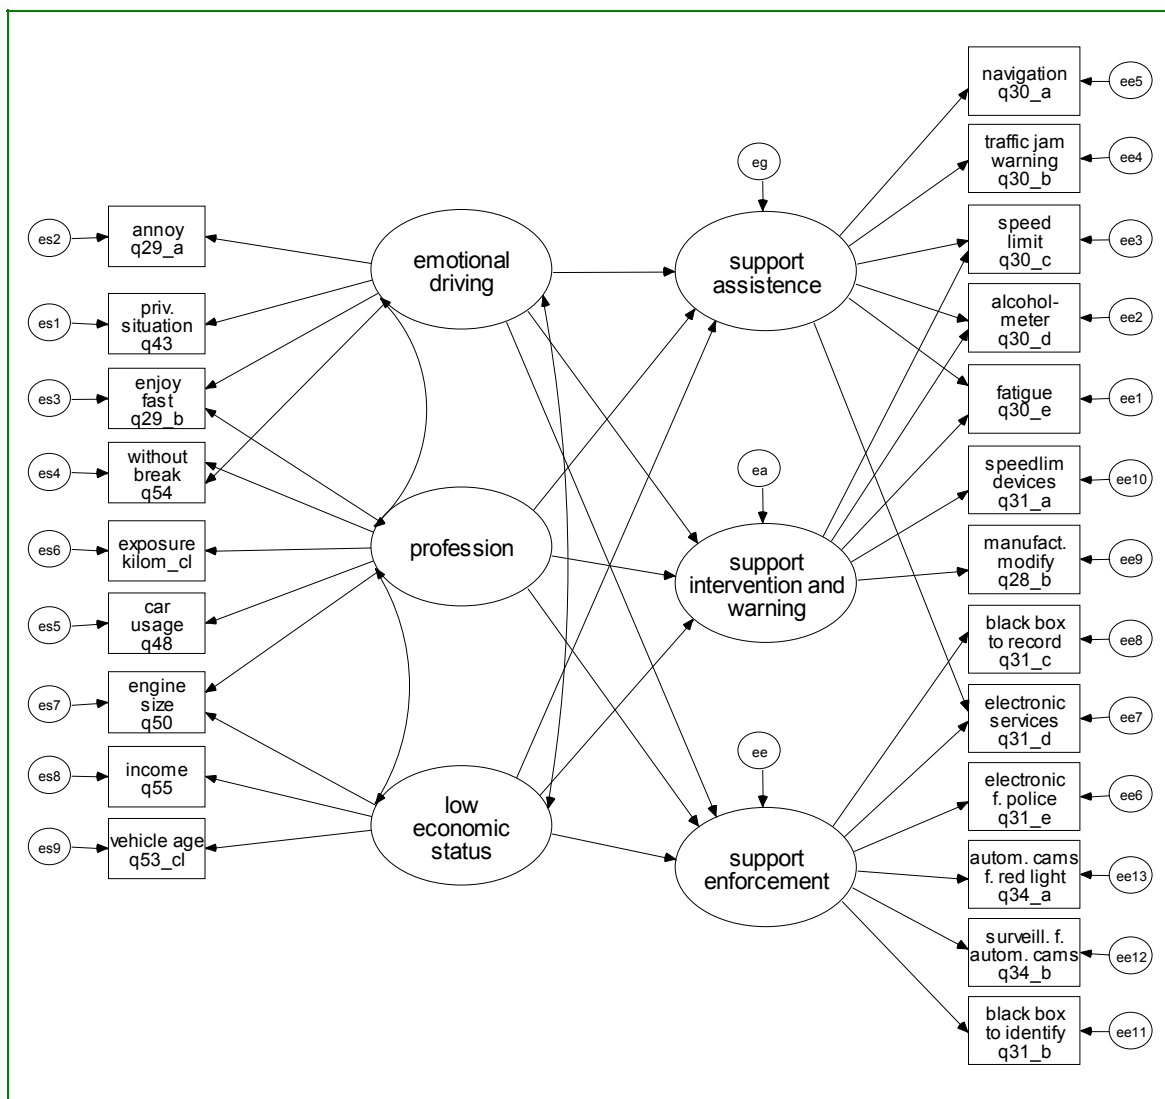 navigation
q30_a
ee5
traffic jam
warning
q30_b
ee4
eg
es2
annoy
q29_a
emotional
driving
support
assistence
speed
limit
q30_c
ee3
es1
priv.
situation
q43
alcohol-
meter
q30_d
ee2
es3
enjoy
fast
q29_b
fatigue
q30_e
ee1
es4
without
break
q54
ea
speedlim
devices
q31_a
ee10
es6
exposure
kilom_cl
profession
support
intervention and
warning
manufact.
modify
q28_b
ee9
es5
car
usage
q48
black box
to record
q31_c
ee8
es7
engine
size
q50
electronic
services
q31_d
ee7
es8
income
q55
ee
electronic
f. police
q31_e
ee6
es9
vehicle age
q53_cl
low
economic
status
support
enforcement
autom. cams
f. red light
q34_a
ee13
surveill. f.
autom. cams
q34_b
ee12
black box
to identify
q31_b
ee11